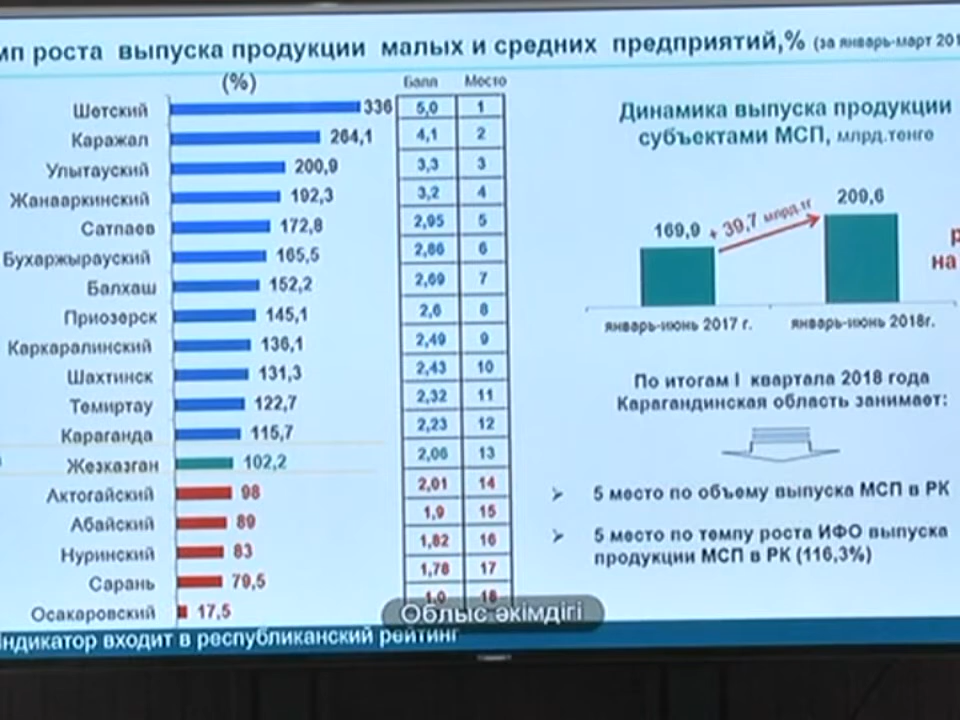 мп роста выпуска продукции малых и средних предприятий,% (за январь-март 201
(%) Балл Место
Шетский 336 5,0 1
Каражал 264,1 4,1 2
Улытауский 200,9 3,3 3
Жанааркинский 192,3 3,2 4
Сатпаев 172,8 2,95 5
Бухаржырауский 165,5 2,86 6
Балхаш 152,2 2,69 7
Приозерск 145,1 2,6 8
Каркаралинский 136,1 2,49 9
Шахтинск 131,3 2,43 10
Темиртау 122,7 2,32 11
Караганда 115,7 2,23 12
Жезказган 102,2 2,06 13
Актогайский 98 2,01 14
Абайский 89 1,9 15
Нуринский 83 1,82 16
Сарань 79,5 1,78 17
Осакаровский 17,5 1,0 18
Облыс әкімдігі
ндикатор входит в республиканский рейтинг
Динамика выпуска продукции
субъектами МСП, млрд.тенге
169,9 + 39,7 млрд.тг 209,6
р
на
январь-июнь 2017 г. январь-июнь 2018г.
По итогам I квартала 2018 года
Карагандинская область занимает:
➢ 5 место по объему выпуска МСП в РК
➢ 5 место по темпу роста ИФО выпуска
продукции МСП в РК (116,3%)